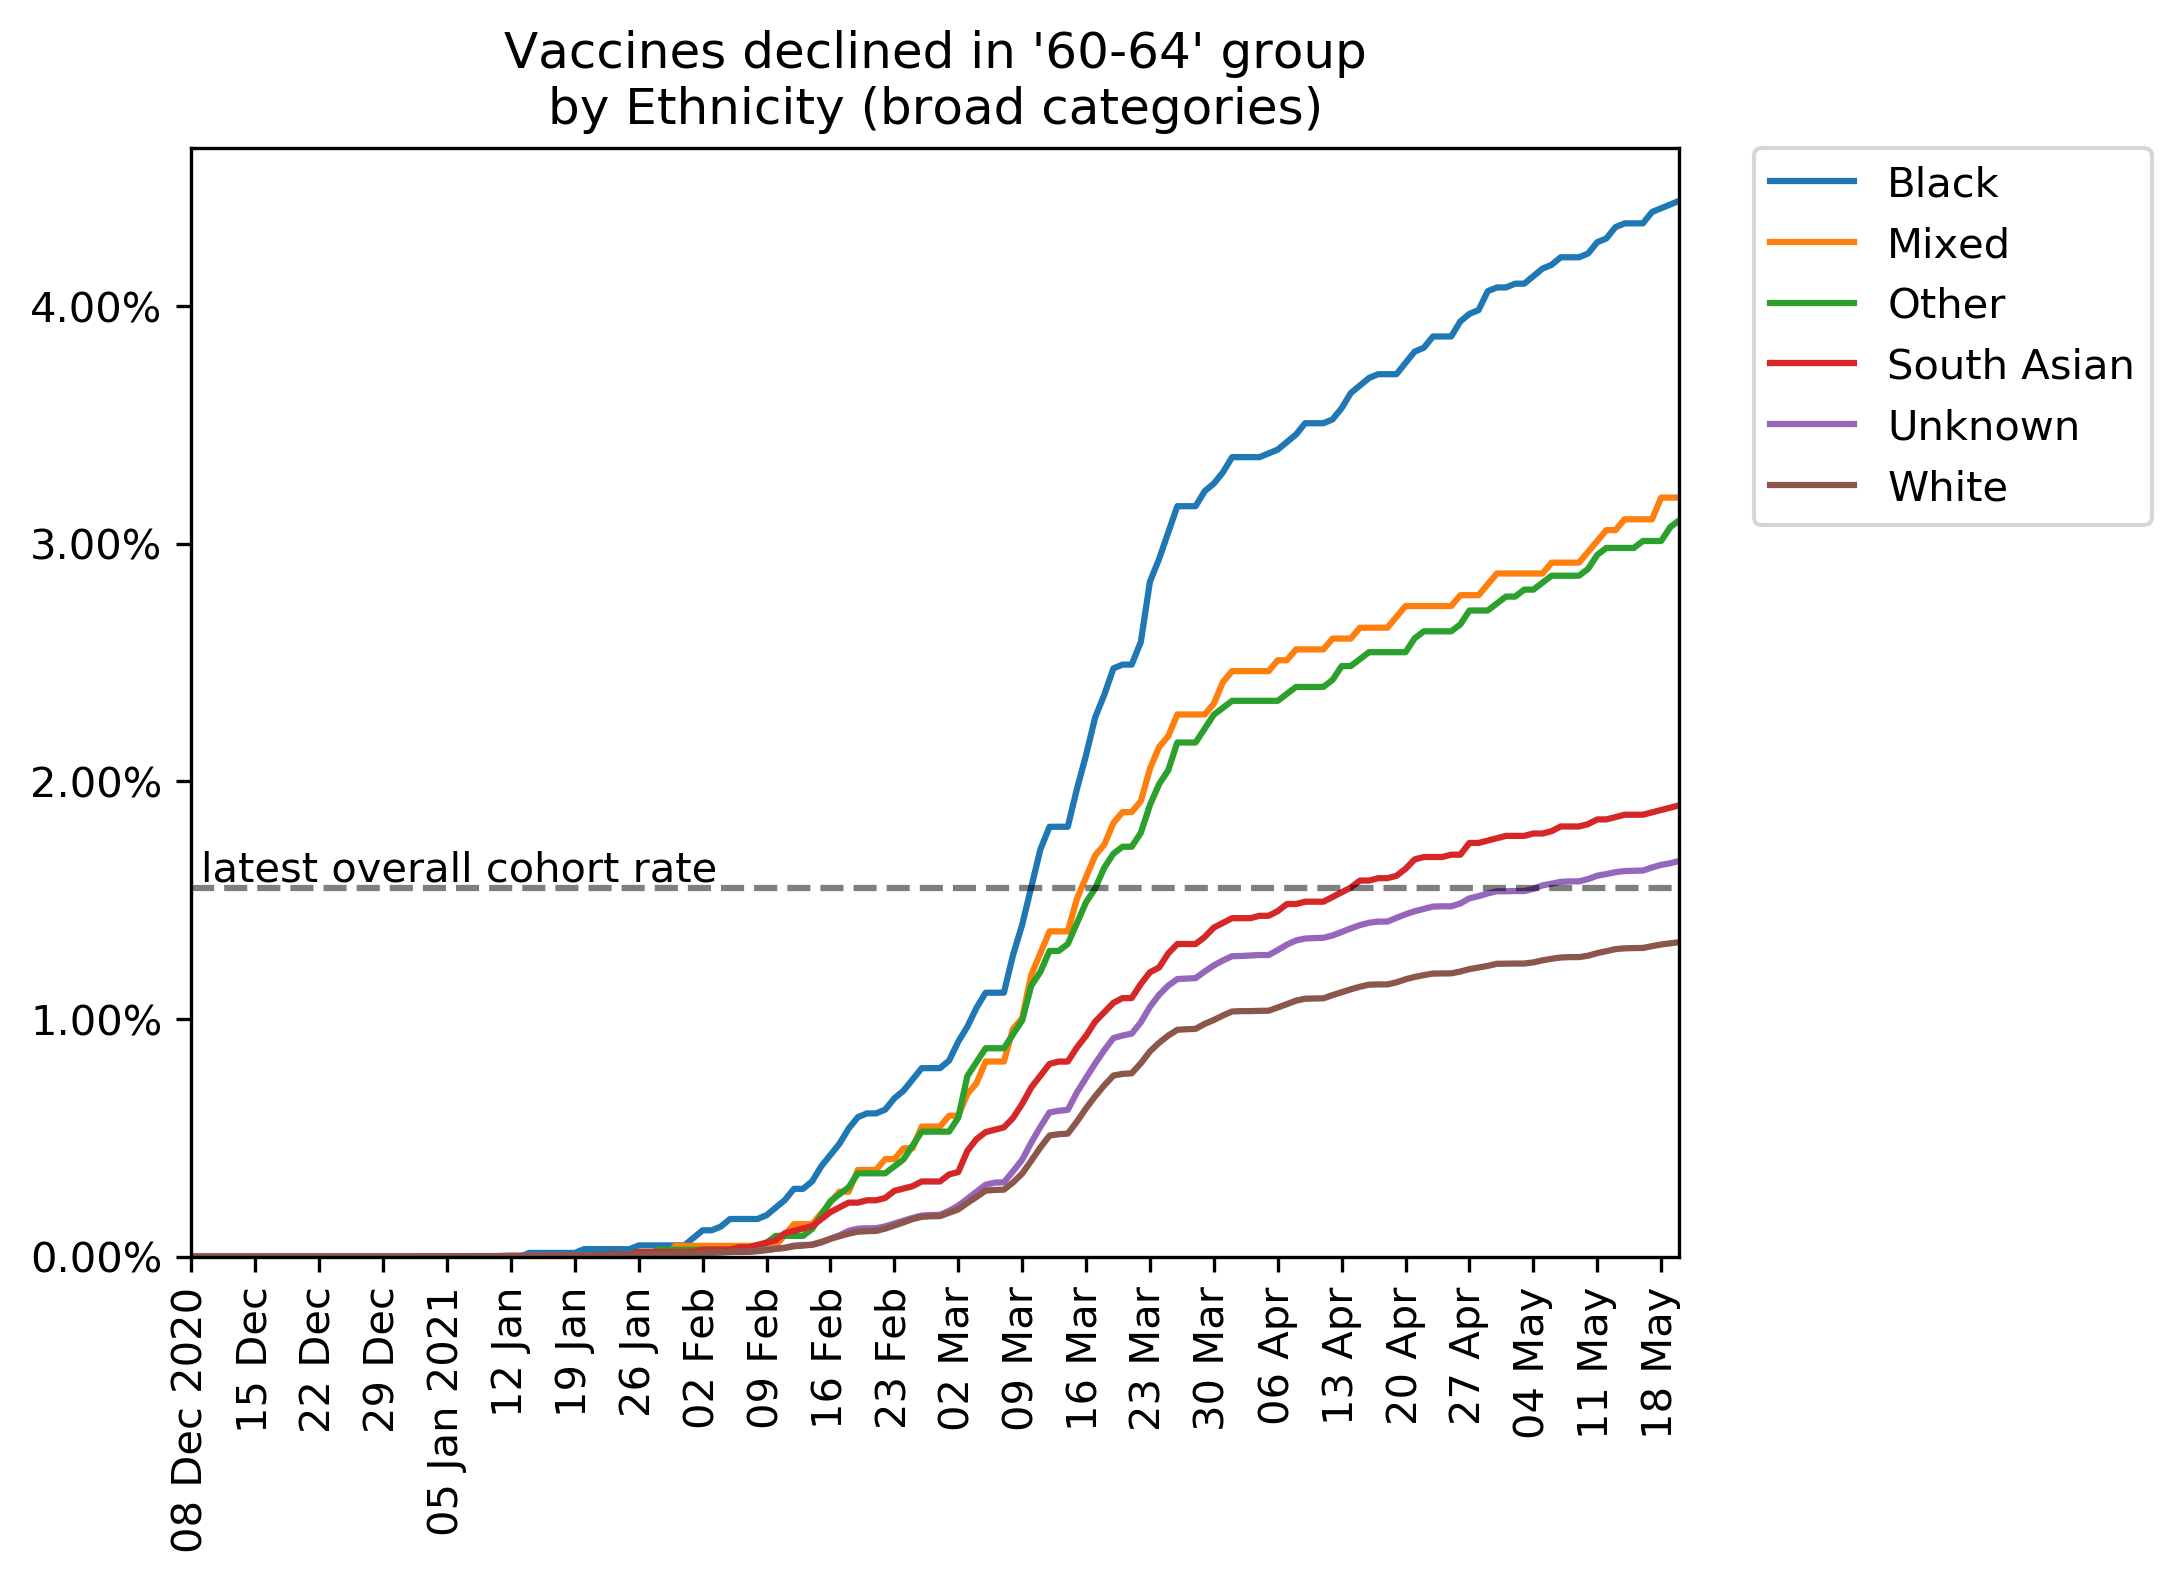 Vaccines declined in '60-64' group
by Ethnicity (broad categories)
Black
Mixed
Other
South Asian
Unknown
White
4.00%
3.00%
2.00%
1.00%
0.00%
latest overall cohort rate
08 Dec 2020
15 Dec
22 Dec
29 Dec
05 Jan 2021
12 Jan
19 Jan
26 Jan
02 Feb
09 Feb
16 Feb
23 Feb
02 Mar
09 Mar
16 Mar
23 Mar
30 Mar
06 Apr
13 Apr
20 Apr
27 Apr
04 May
11 May
18 May